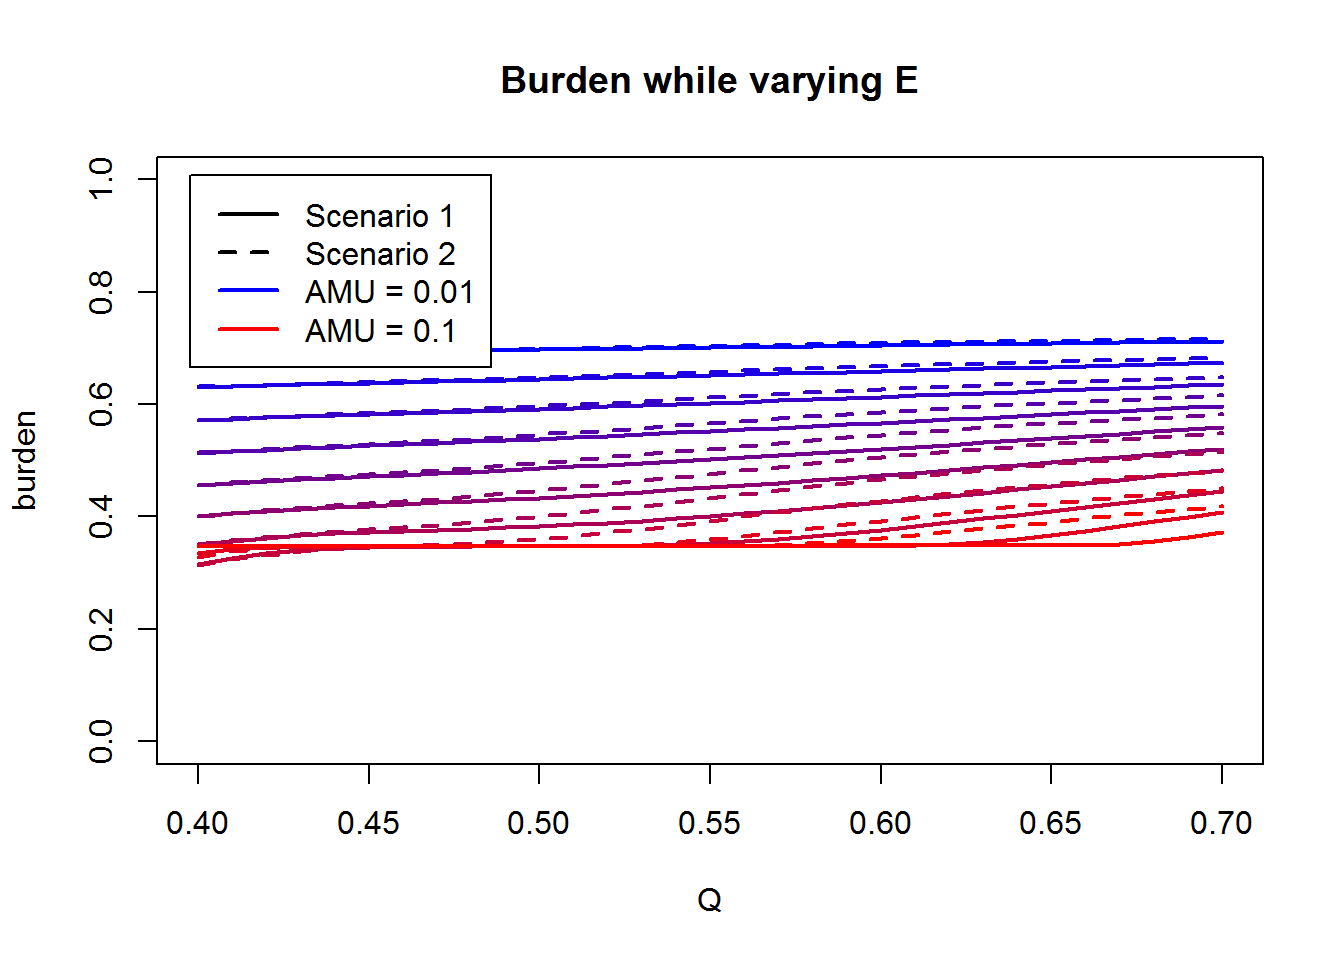 Burden while varying E
burden
1.0
0.8
0.6
0.4
0.2
0.0
Scenario 1
Scenario 2
AMU = 0.01
AMU = 0.1
0.40 0.45 0.50 0.55 0.60 0.65 0.70
Q